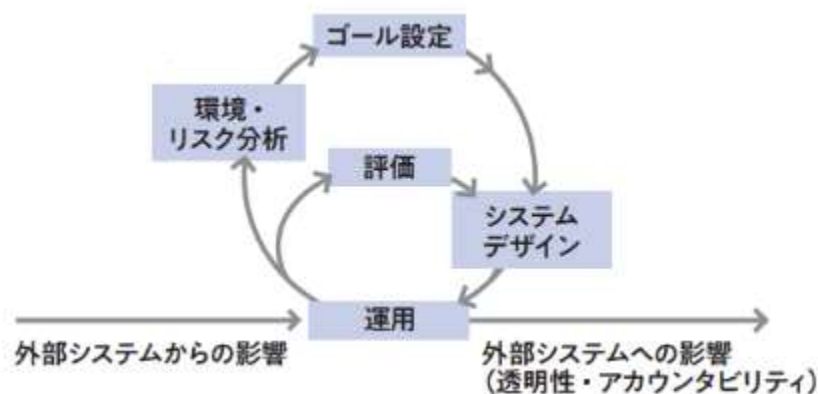 ゴール設定
環境・
リスク分析
評価
システム
デザイン
運用
外部システムからの影響
外部システムへの影響
（透明性・アカウンタビリティ）